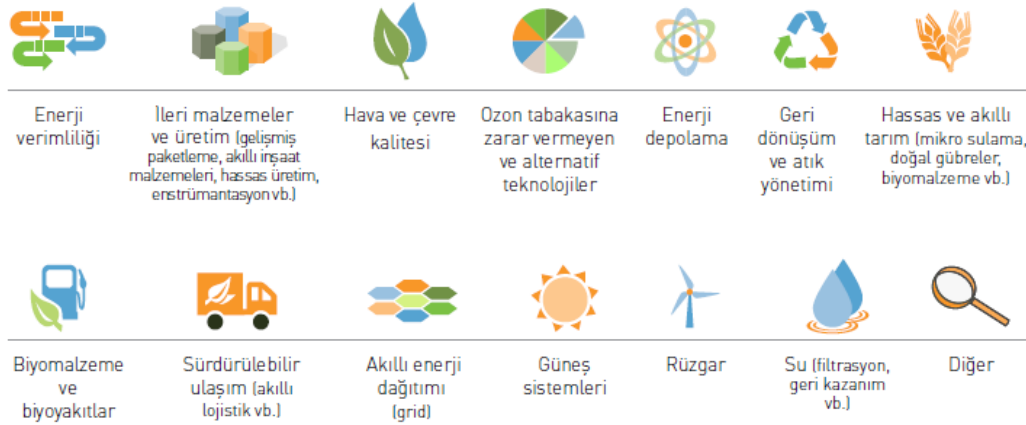 Enerji
verimliliği
İleri malzemeler
ve üretim (gelişmiş
paketleme, akıllı inşaat
malzemeleri, hassas üretim,
enstrümantasyon vb.)
Hava ve çevre
kalitesi
Ozon tabakasına
zarar vermeyen
ve alternatif
teknolojiler
Enerji
depolama
Geri
dönüşüm
ve atık
yönetimi
Hassas ve akıllı
tarım (mikro sulama,
doğal gübreler,
biyomalzeme vb.)
Biyomalzeme
ve
biyoyakıtlar
Sürdürülebilir
ulaşım (akıllı
lojistik vb.)
Akıllı enerji
dağıtımı
(grid)
Güneş
sistemleri
Rüzgar
Su (filtrasyon,
geri kazanım
vb.)
Diğer